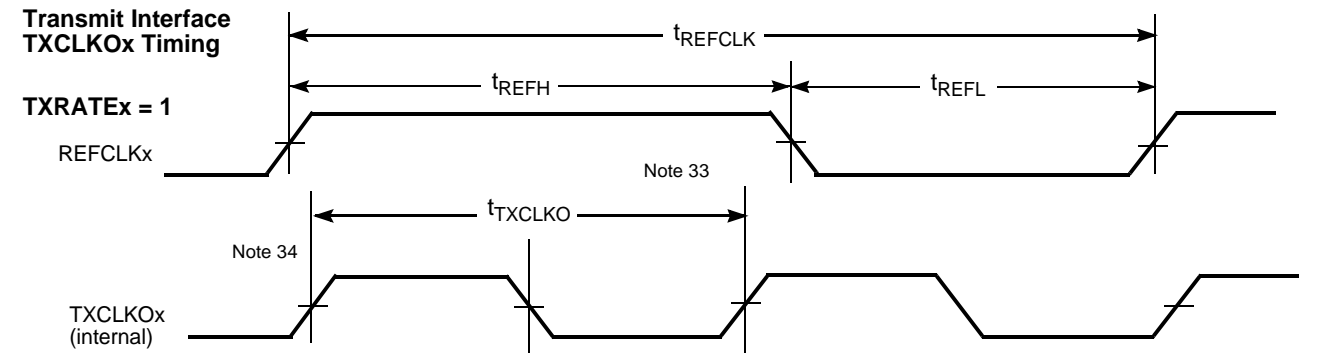 Transmit Interface
TXCLKOx Timing
tREFCLK
tREFH
tREFL
TXRATEx = 1
REFCLKx
Note 33
tTXCLKO
Note 34
TXCLKOx
(internal)